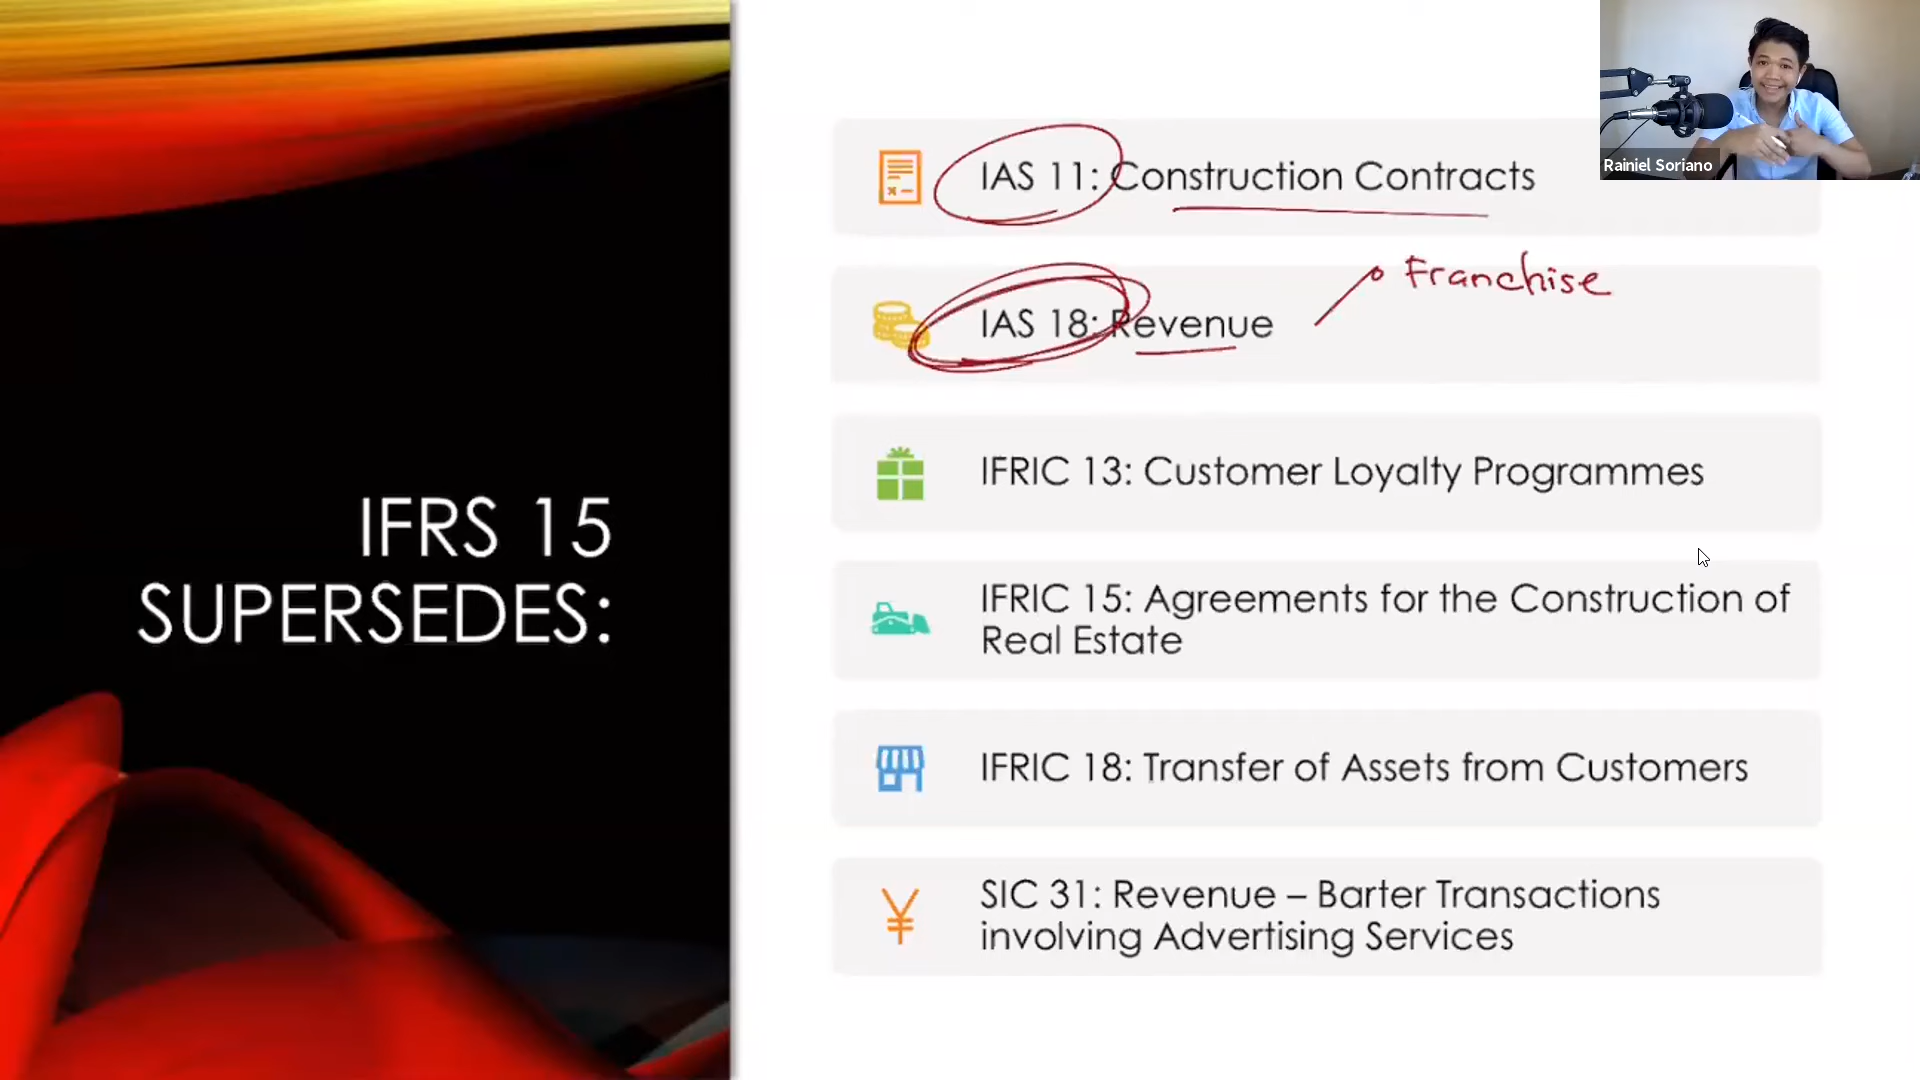 IFRS 15
SUPERSEDES:
IAS 11: Construction Contracts
IAS 18: Revenue
Franchise
IFRIC 13: Customer Loyalty Programmes
IFRIC 15: Agreements for the Construction of
Real Estate
IFRIC 18: Transfer of Assets from Customers
SIC 31: Revenue – Barter Transactions
involving Advertising Services
Rainiel Soriano